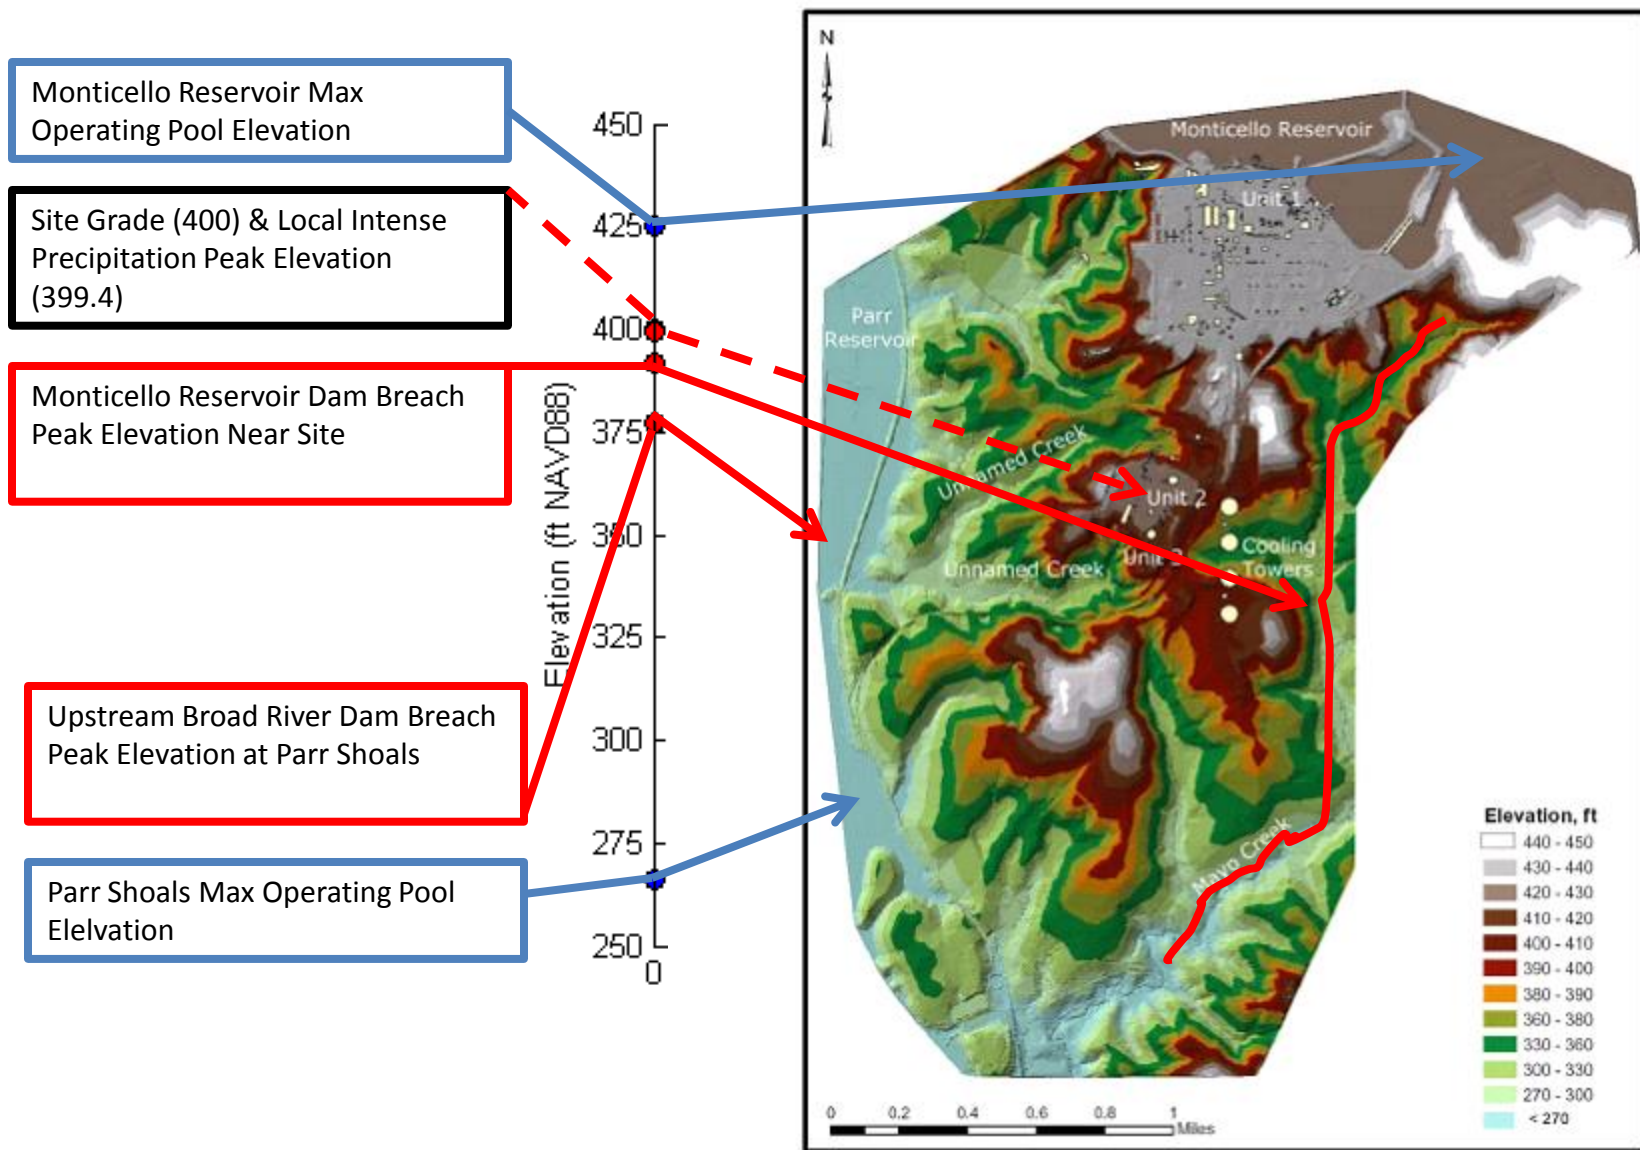 Monticello Reservoir Max
Operating Pool Elevation
Site Grade (400) & Local Intense
Precipitation Peak Elevation
(399.4)
Monticello Reservoir Dam Breach
Peak Elevation Near Site
Upstream Broad River Dam Breach
Peak Elevation at Parr Shoals
Parr Shoals Max Operating Pool
Elelvation
Elevation (ft NAVD88)
450
425
400
375
350
325
300
275
250
0
N
Monticello Reservoir
Unit 1
Parr
Reservoir
Unnamed Creek
Unit 2
Unit 3
Unnamed Creek
Cooling
Towers
Mayo Creek
Elevation, ft
440 - 450
430 - 440
420 - 430
410 - 420
400 - 410
390 - 400
380 - 390
360 - 380
330 - 360
300 - 330
270 - 300
< 270
0 0.2 0.4 0.6 0.8 1
Miles